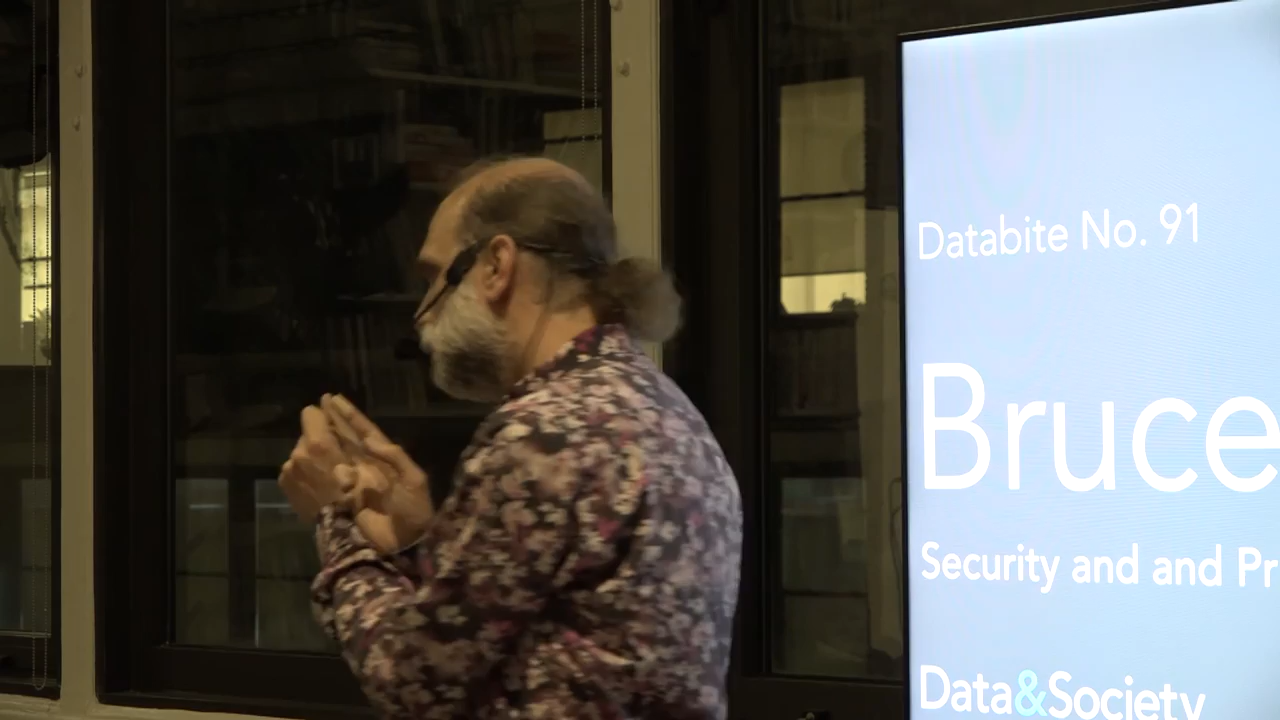 Databite No. 91
Bruce
Security and and Pr
Data&Society